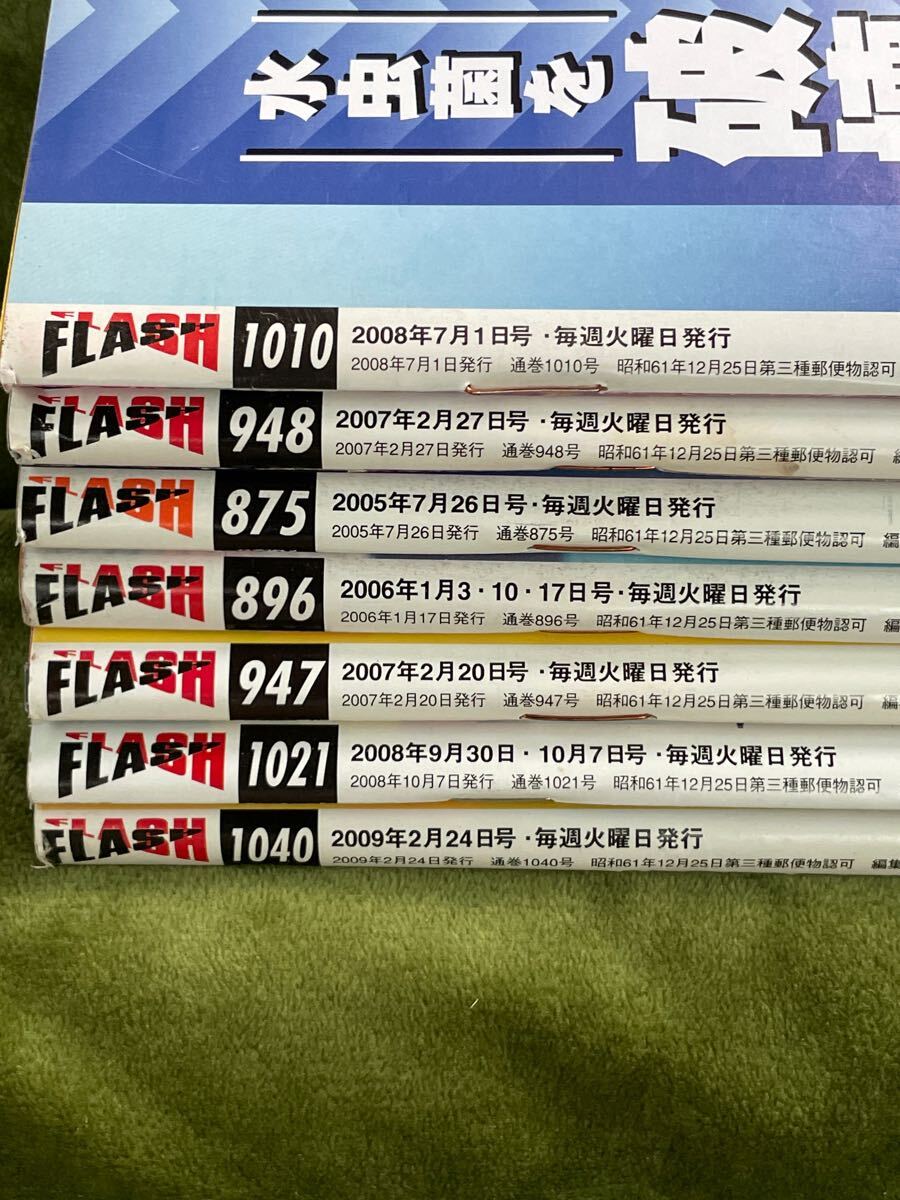 水虫菌を破
FLASH 1010 2008年7月1日号・毎週火曜日発行
2008年7月1日発行 通巻1010号 昭和61年12月25日第三種郵便物認可
FLASH 948 2007年2月27日号・毎週火曜日発行
2007年2月27日発行 通巻948号 昭和61年12月25日第三種郵便物認可 編
FLASH 875 2005年7月26日号・毎週火曜日発行
2005年7月26日発行 通巻875号 昭和61年12月25日第三種郵便物認可 編
FLASH 896 2006年1月3・10・17日号・毎週火曜日発行
2006年1月17日発行 通巻896号 昭和61年12月25日第三種郵便物認可 編
FLASH 947 2007年2月20日号・毎週火曜日発行
2007年2月20日発行 通巻947号 昭和61年12月25日第三種郵便物認可 編
FLASH 1021 2008年9月30日・10月7日号・毎週火曜日発行
2008年10月7日発行 通巻1021号 昭和61年12月25日第三種郵便物認可
FLASH 1040 2009年2月24日号・毎週火曜日発行
2009年2月24日発行 通巻1040号 昭和61年12月25日第三種郵便物認可 編集